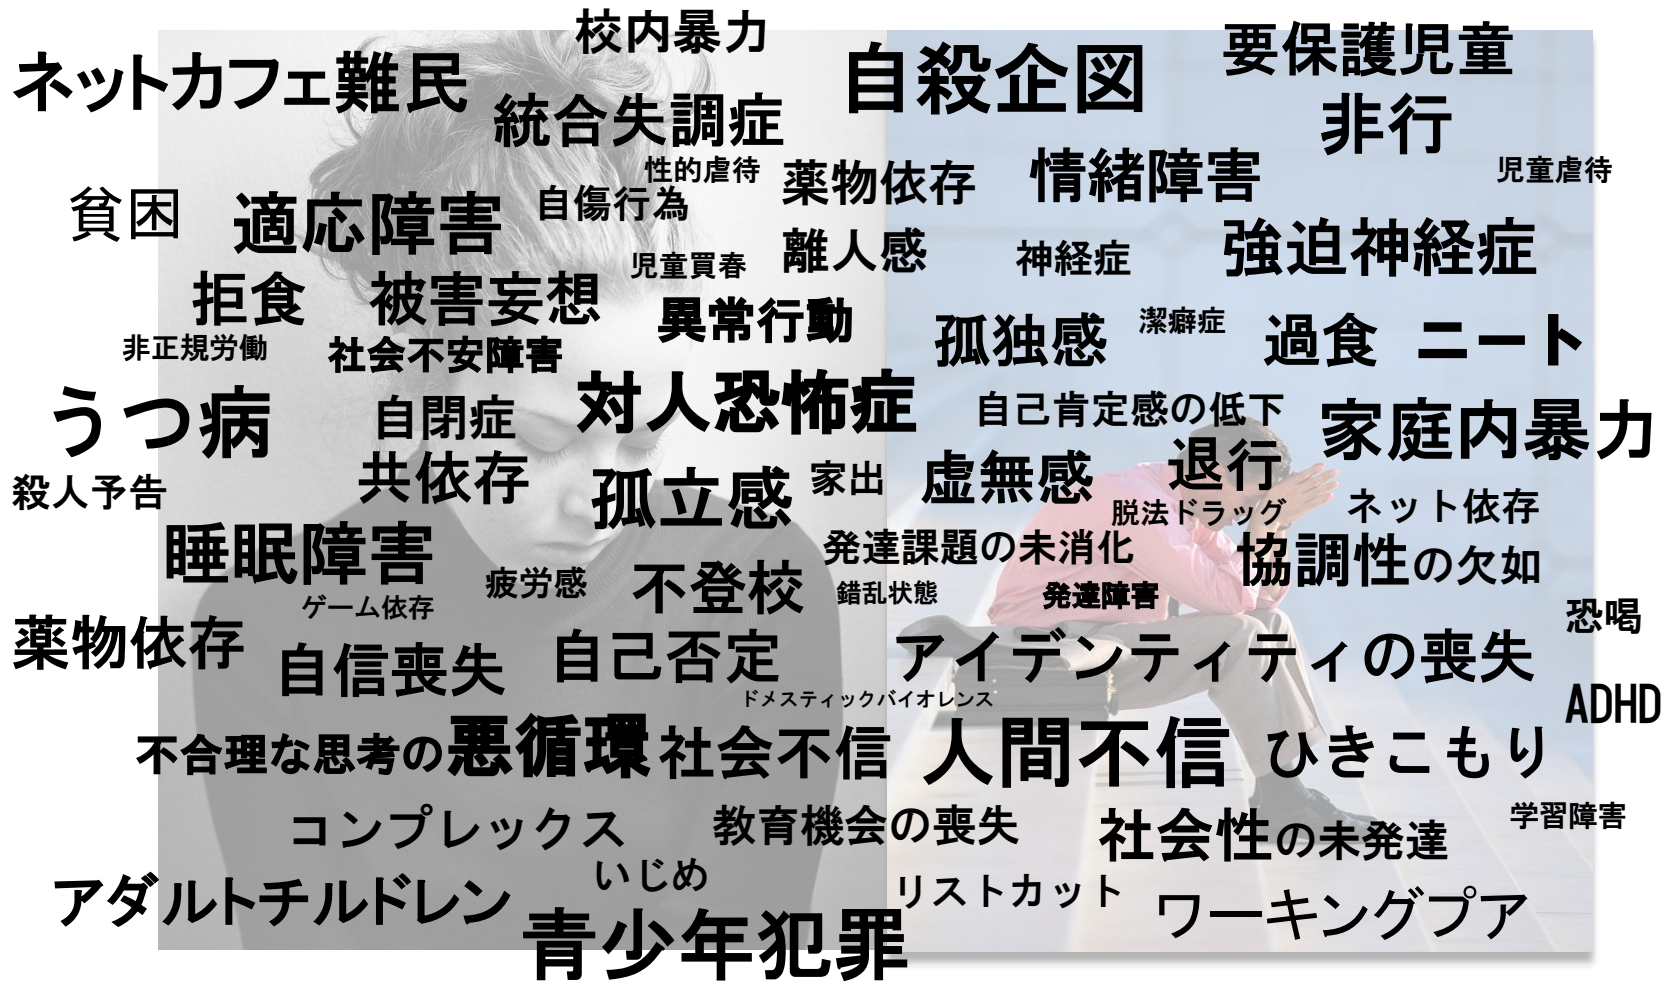 校内暴力
ネットカフェ難民
自殺企図
要保護児童
統合失調症
非行
性的虐待
薬物依存
情緒障害
児童虐待
貧困
適応障害
自傷行為
離人感
神経症
強迫神経症
児童買春
拒食
被害妄想
異常行動
孤独感
潔癖症
過食
ニート
非正規労働
社会不安障害
うつ病
自閉症
対人恐怖症
自己肯定感の低下
家庭内暴力
殺人予告
共依存
孤立感
家出
虚無感
退行
脱法ドラッグ
ネット依存
睡眠障害
疲労感
不登校
発達課題の未消化
協調性の欠如
ゲーム依存
錯乱状態
発達障害
恐喝
薬物依存
自信喪失
自己否定
アイデンティティの喪失
ドメスティックバイオレンス
ADHD
不合理な思考の悪循環
社会不信
人間不信
ひきこもり
コンプレックス
教育機会の喪失
社会性の未発達
学習障害
アダルトチルドレン
いじめ
リストカット
ワーキングプア
青少年犯罪